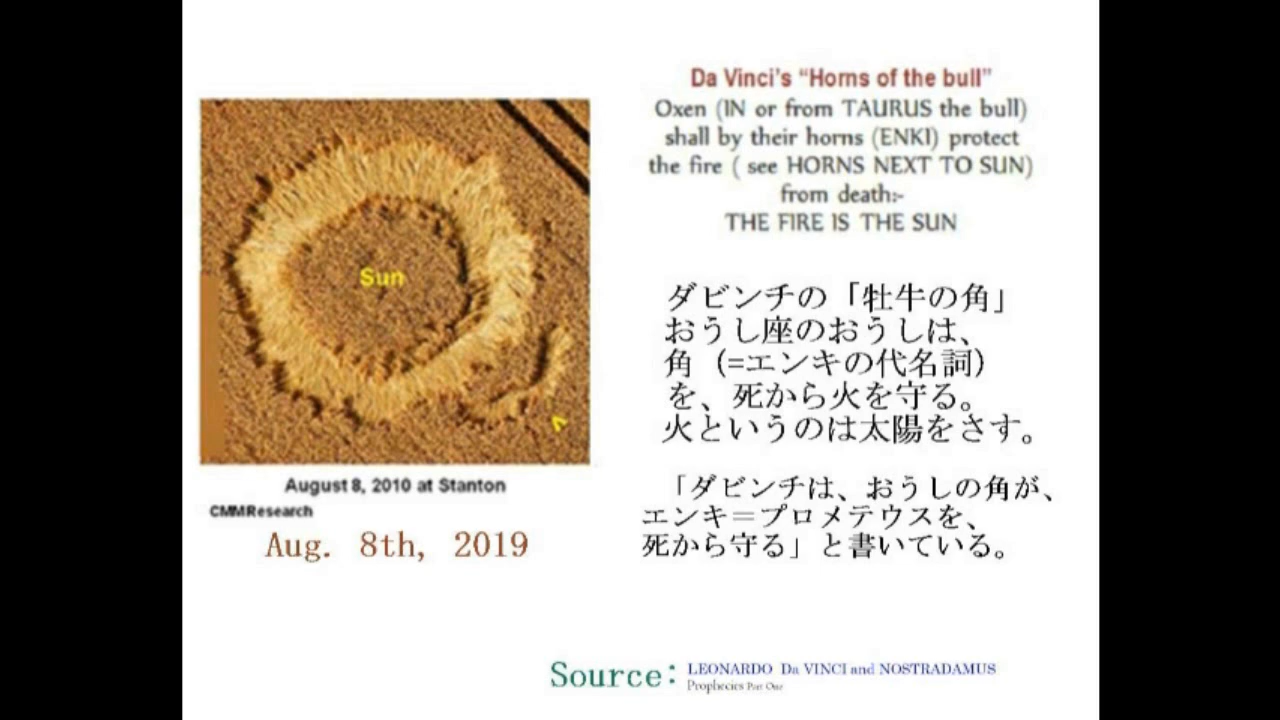 Da Vinci's "Horns of the bull"
Oxen (IN or from TAURUS the bull)
shall by their horns (ENKI) protect
the fire ( see HORNS NEXT TO SUN)
from death:-
THE FIRE IS THE SUN
Sun
<
August 8, 2010 at Stanton
CMMResearch
Aug. 8th, 2019
ダビンチの「牡牛の角」
おうし座のおうしは、
角（=エンキの代名詞）
を、死から火を守る。
火というのは太陽をさす。
「ダビンチは、おうしの角が、
エンキ＝プロメテウスを、
死から守る」と書いている。
Source:
LEONARDO Da VINCI and NOSTRADAMUS
Prophecies Part One